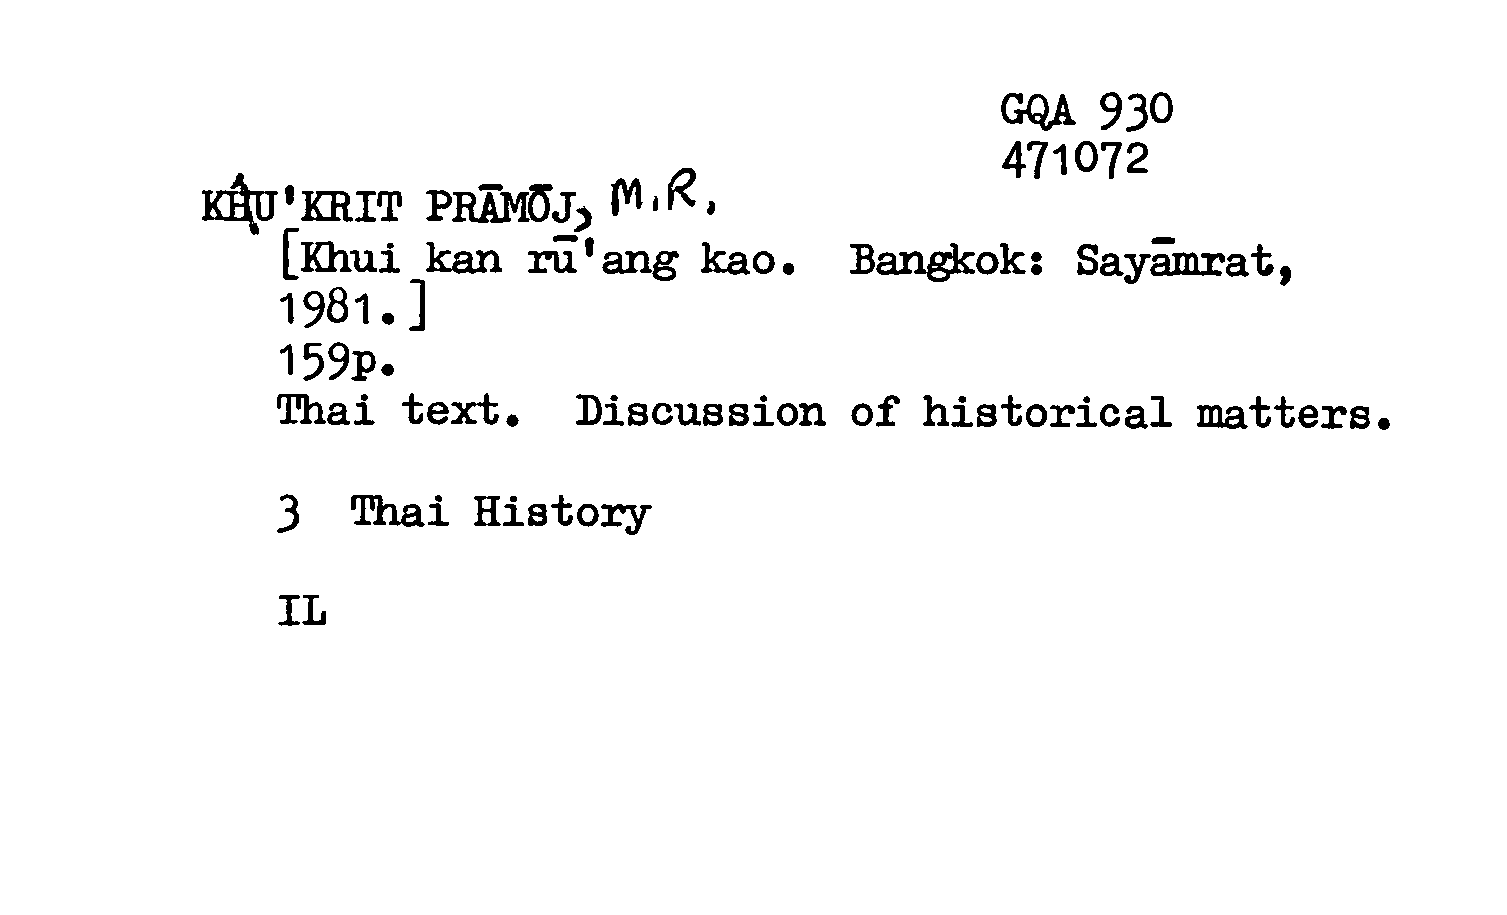 GQA 930
471072
KHU'KRIT PRĀMŌJ, M.R.
[Khui kan rū'ang kao. Bangkok: Sayāmrat,
1981.]
159p.
Thai text. Discussion of historical matters.
3 Thai History
IL